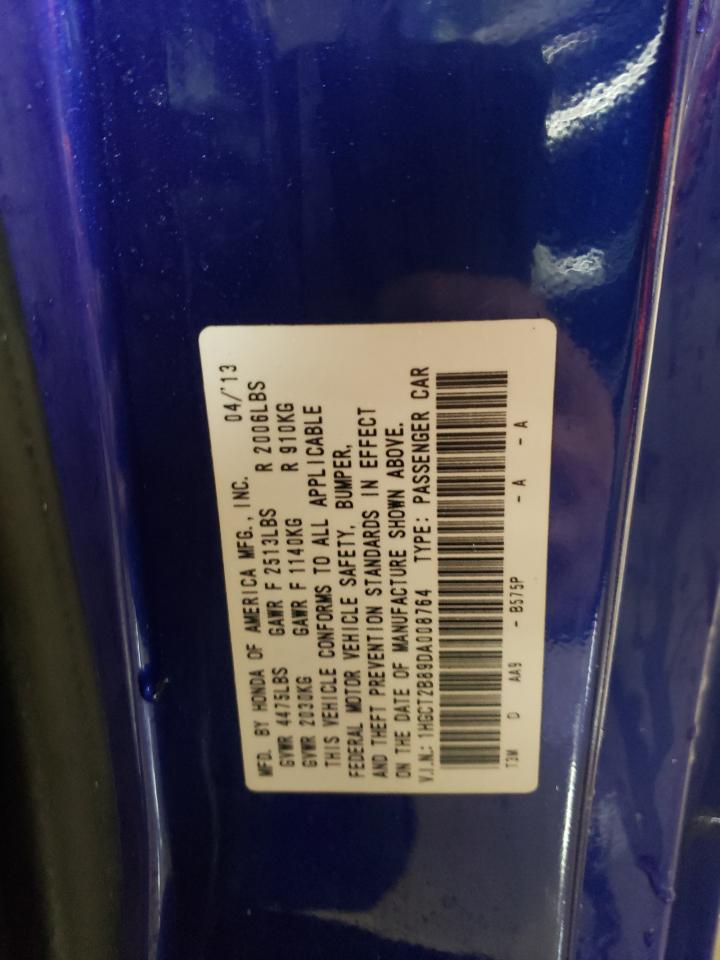 MFD. BY HONDA OF AMERICA MFG., INC. 04/'13
GVWR 4475LBS GAWR F 2513LBS R 2006LBS
GVWR 2030KG GAWR F 1140KG R 910KG
THIS VEHICLE CONFORMS TO ALL APPLICABLE
FEDERAL MOTOR VEHICLE SAFETY, BUMPER,
AND THEFT PREVENTION STANDARDS IN EFFECT
ON THE DATE OF MANUFACTURE SHOWN ABOVE.
V.I.N.: 1HGCT2B89DA008764 TYPE: PASSENGER CAR
T3M D AA9 - B575P - A - A